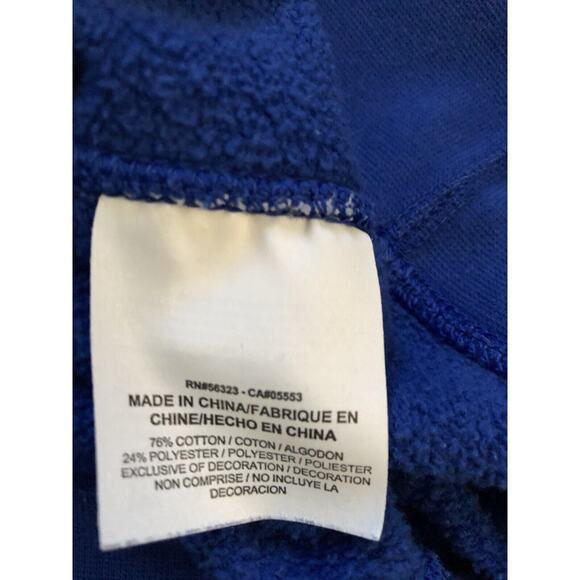 RN#56323 - CA#05553
MADE IN CHINA/FABRIQUE EN
CHINE/HECHO EN CHINA
76% COTTON / COTON / ALGODON
24% POLYESTER / POLYESTER / POLIESTER
EXCLUSIVE OF DECORATION / DECORATION
NON COMPRISE / NO INCLUYE LA
DECORACION